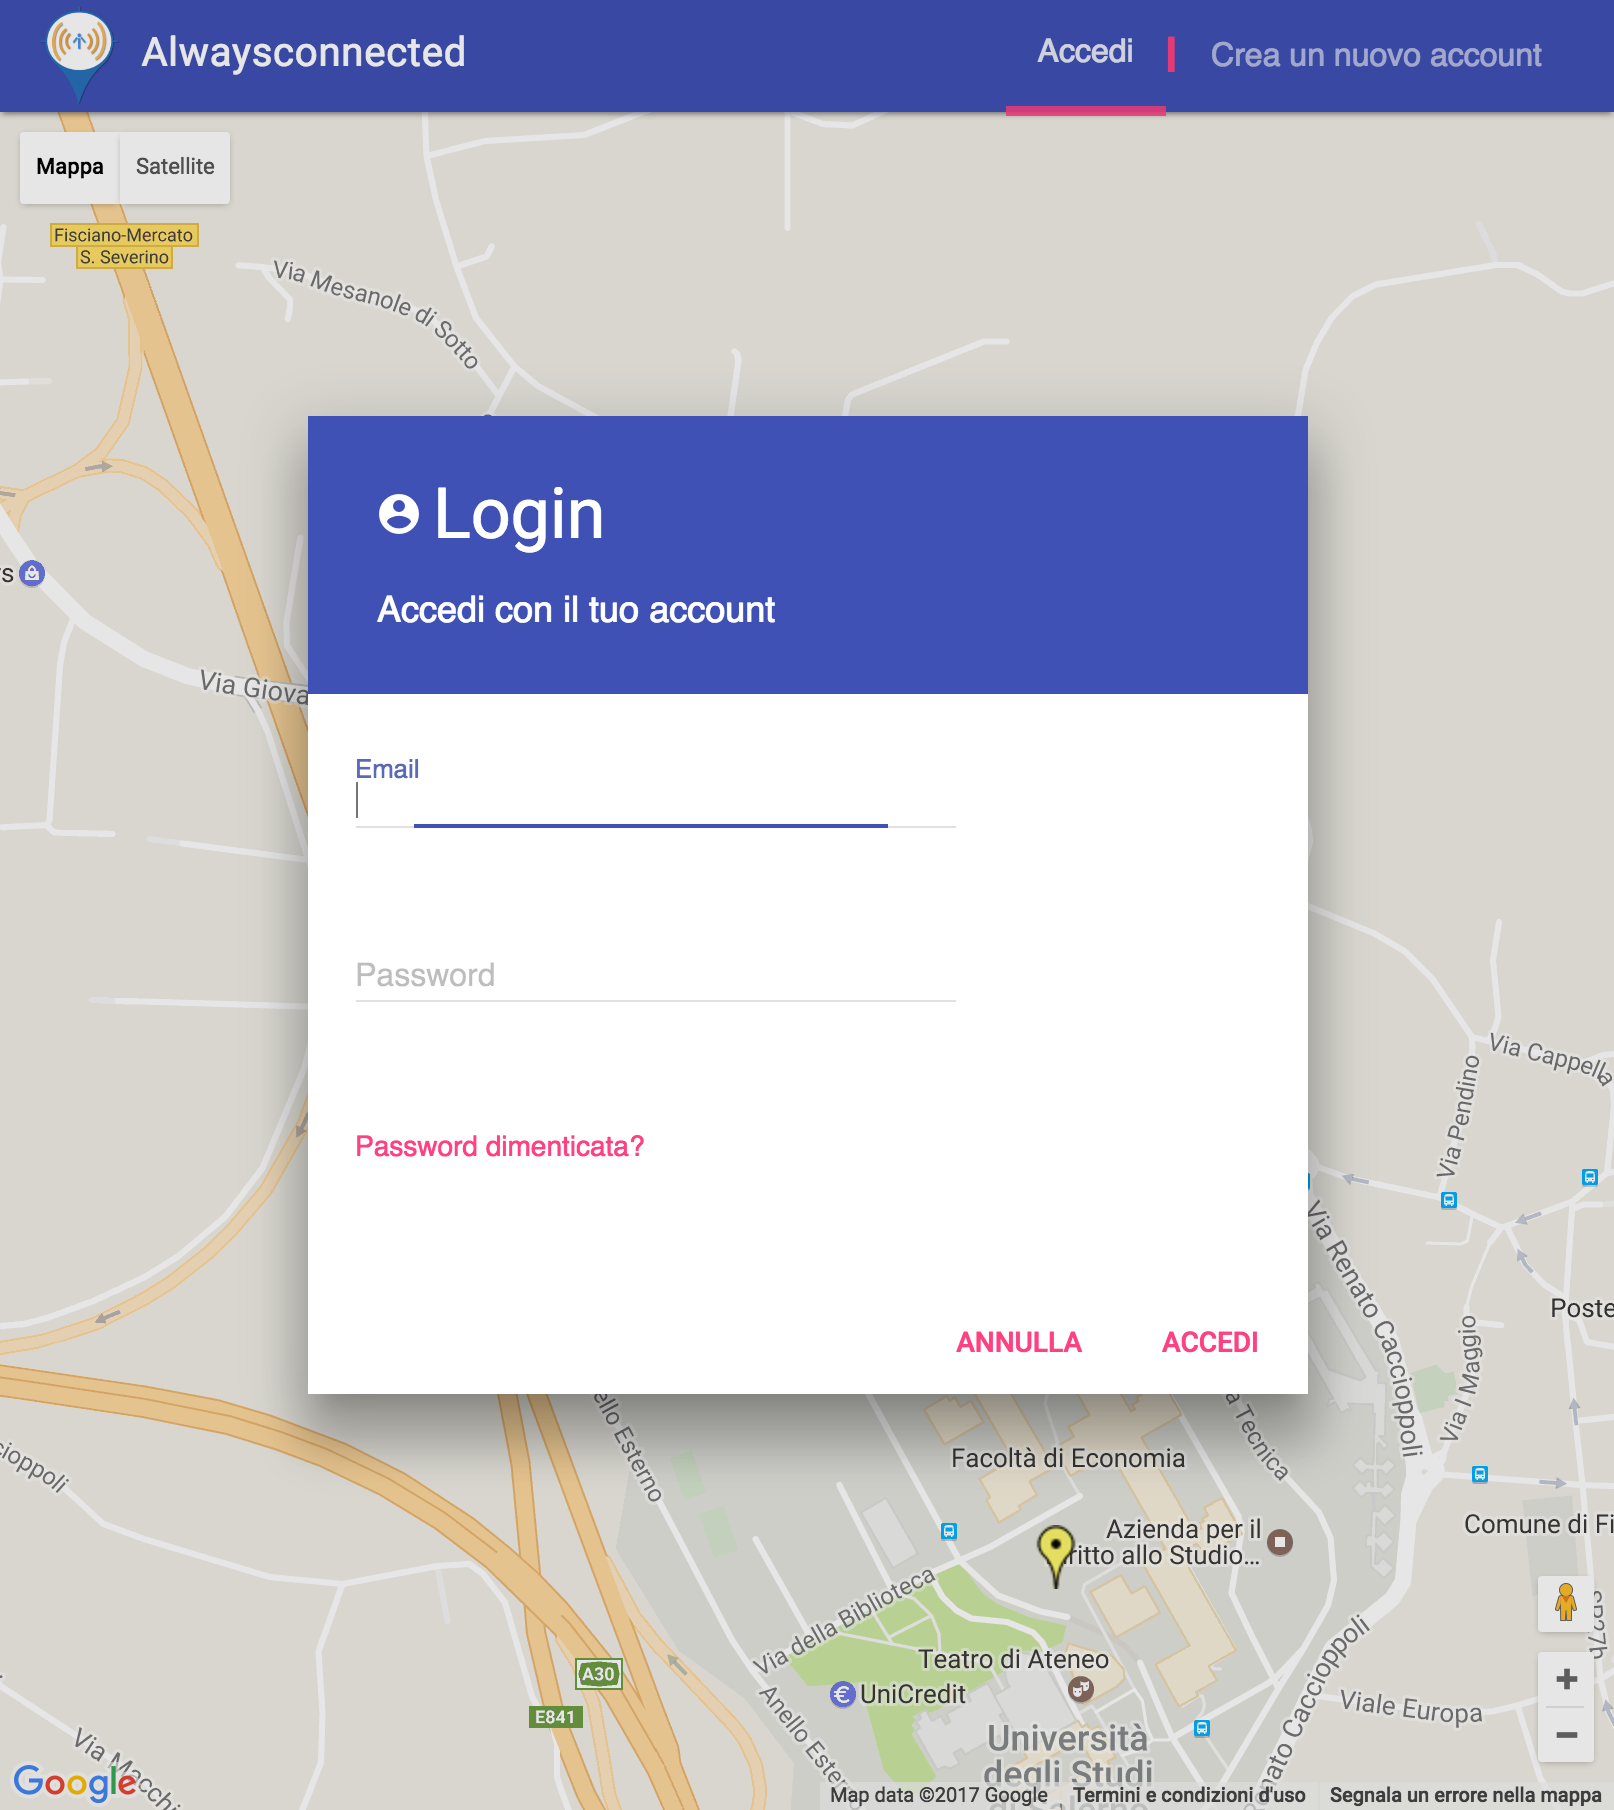 Alwaysconnected
Accedi
Crea un nuovo account
Mappa
Satellite
Fisciano-Mercato
S. Severino
Via Mesanole di Sotto
Login
Accedi con il tuo account
Via Giova
Email
Password
Password dimenticata?
ANNULLA
ACCEDI
Via Cappella
Via Pendino
Via Renato Caccioppoli
Via I Maggio
Poste
Facoltà di Economia
Azienda per il
ritto allo Studio...
Comune di Fi
Via della Biblioteca
Teatro di Ateneo
UniCredit
Anello Ester
ello Esterno
a Tecnica
cioppoli
A30
E841
Università
degli Studi
nato Caccioppoli
Viale Europa
Via Macchi
Google
Map data ©2017 Google
Termini e condizioni d'uso
Segnala un errore nella mappa